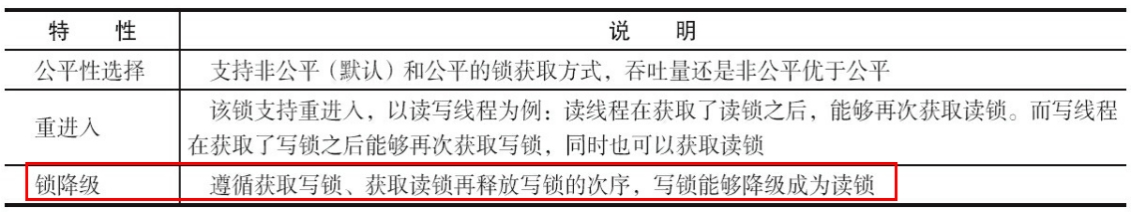 特 性 说 明
公平性选择 支持非公平（默认）和公平的锁获取方式，吞吐量还是非公平优于公平
重进入 该锁支持重进入，以读写线程为例：读线程在获取了读锁之后，能够再次获取读锁。而写线程
在获取了写锁之后能够再次获取写锁，同时也可以获取读锁
锁降级 遵循获取写锁、获取读锁再释放写锁的次序，写锁能够降级成为读锁